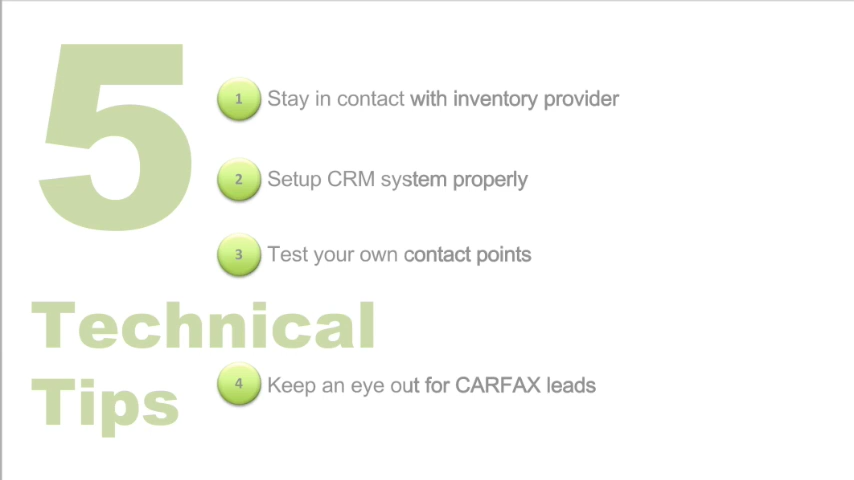 5
1 Stay in contact with inventory provider
2 Setup CRM system properly
3 Test your own contact points
Technical
Tips
4 Keep an eye out for CARFAX leads